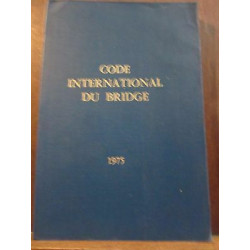 CODE
INTERNATIONAL
DU BRIDGE
1975